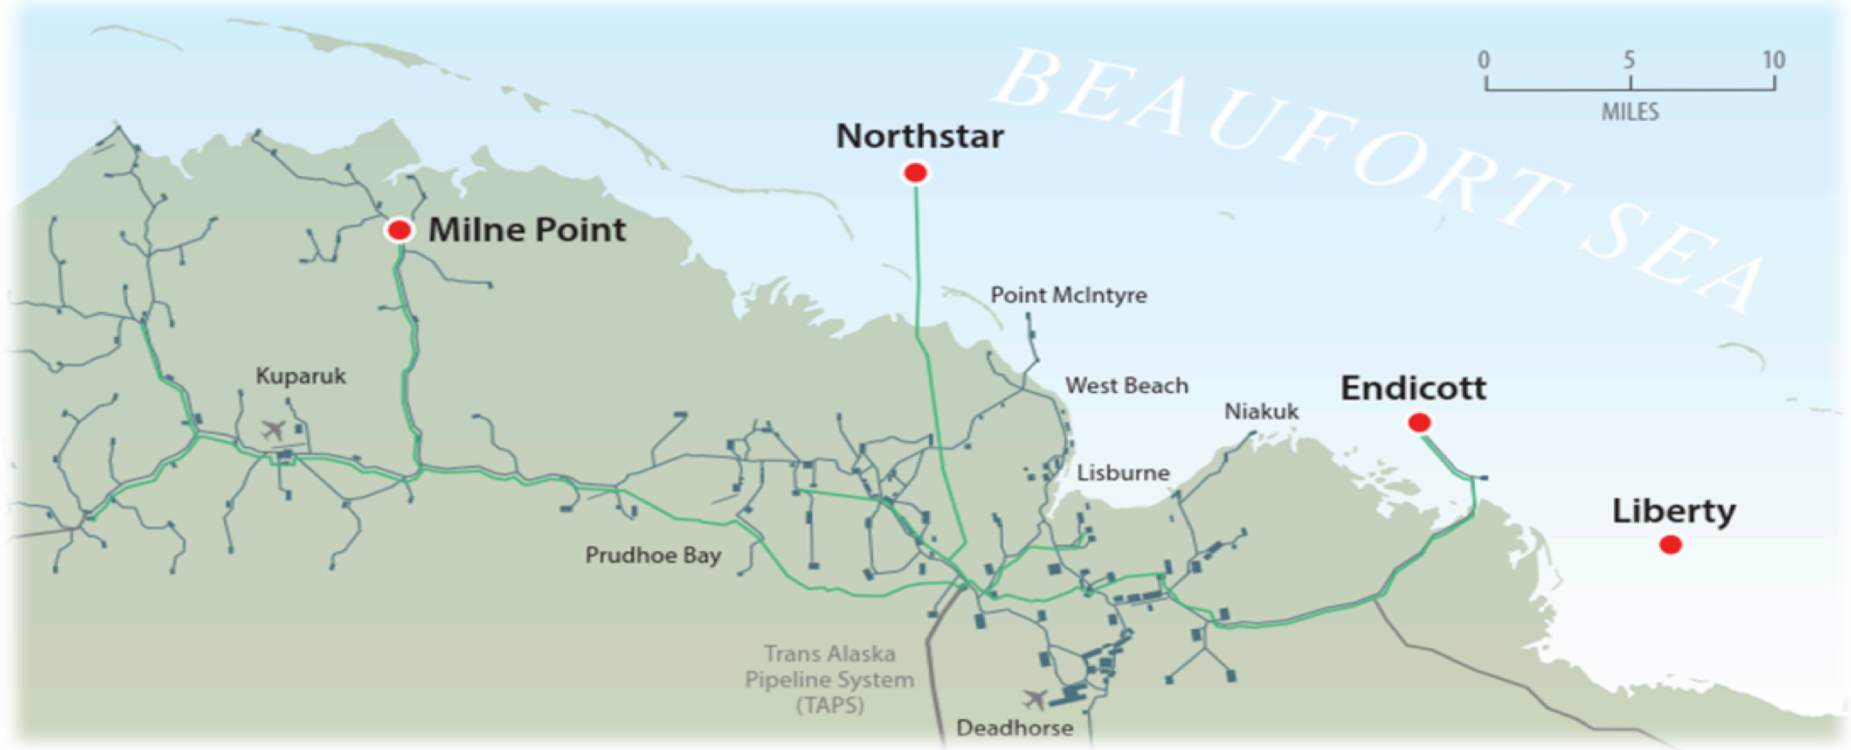 0 5 10
MILES
BEAUFORT SEA
Northstar
Milne Point
Point McIntyre
Kuparuk
West Beach
Endicott
Niakuk
Lisburne
Liberty
Prudhoe Bay
Trans Alaska
Pipeline System
(TAPS)
Deadhorse